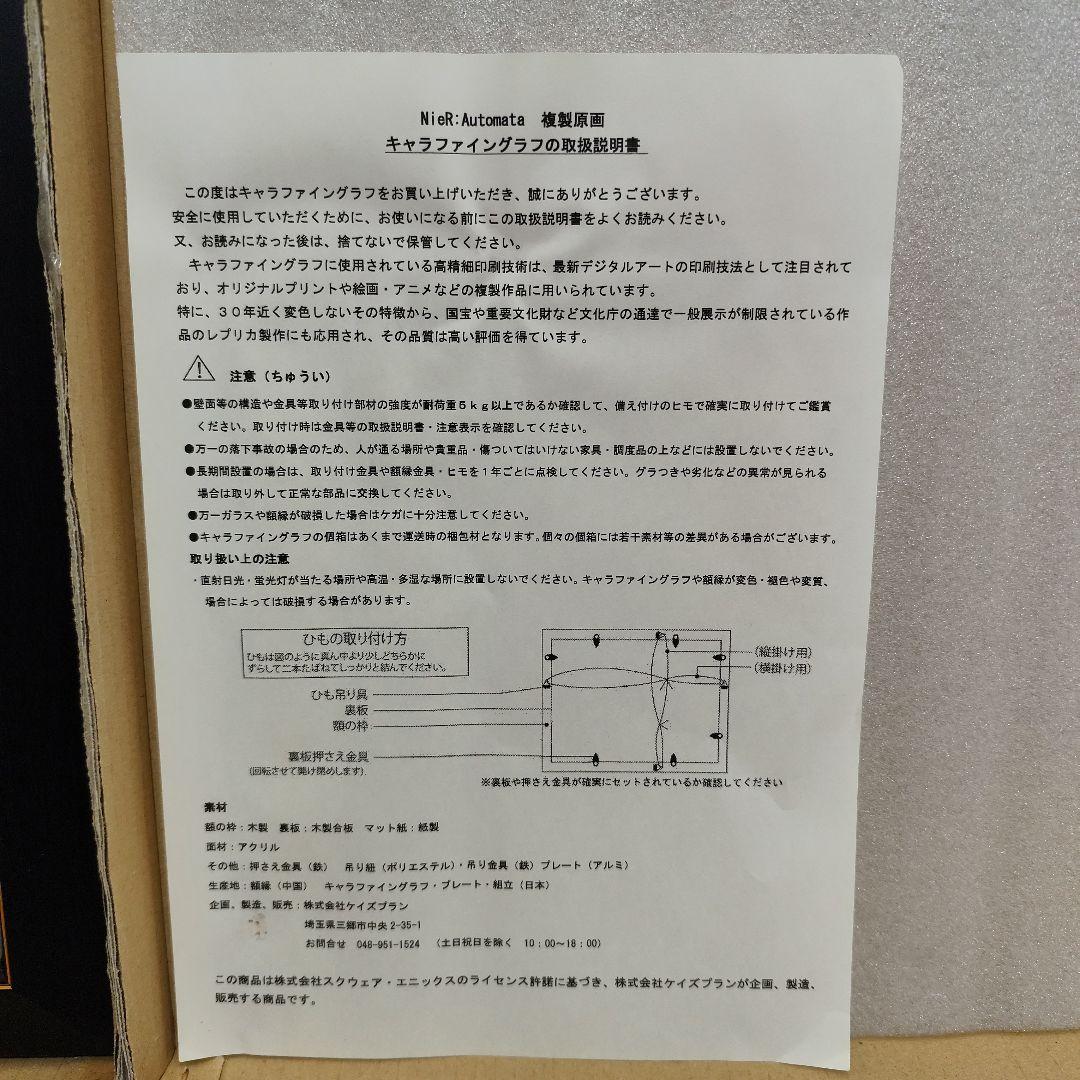 NieR:Automata 複製原画
キャラファイングラフの取扱説明書
この度はキャラファイングラフをお買い上げいただき、誠にありがとうございます。
安全に使用していただくために、お使いになる前にこの取扱説明書をよくお読みください。
又、お読みになった後は、捨てないで保管してください。
キャラファイングラフに使用されている高精細印刷技術は、最新デジタルアートの印刷技法として注目されて
おり、オリジナルプリントや絵画・アニメなどの複製作品に用いられています。
特に、30年近く変色しないその特徴から、国宝や重要文化財など文化庁の通達で一般展示が制限されている作
品のレプリカ製作にも応用され、その品質は高い評価を得ています。
注意（ちゅうい）
●壁面等の構造や金具等取り付け部材の強度が耐荷重5kg以上であるか確認して、備え付けのヒモで確実に取り付けてご鑑賞
ください。取り付け時は金具等の取扱説明書・注意表示を確認してください。
●万一の落下事故の場合のため、人が通る場所や貴重品・傷ついてはいけない家具・調度品の上などには設置しないでください。
●長期間設置の場合は、取り付け金具や額縁金具・ヒモを1年ごとに点検してください。グラつきや劣化などの異常が見られる
場合は取り外して正常な部品に交換してください。
●万一ガラスや額縁が破損した場合はケガに十分注意してください。
●キャラファイングラフの個箱はあくまで運送時の梱包材となります。個々の個箱には若干素材等の差異がある場合がございます。
取り扱い上の注意
・直射日光・蛍光灯が当たる場所や高温・多湿な場所に設置しないでください。キャラファイングラフや額縁が変色・褪色や変質、
場合によっては破損する場合があります。
ひもの取り付け方
ひもは図のように真ん中より少しどちらかに
ずらして二本たばねてしっかりと結んでください。
(縦掛け用)
(横掛け用)
ひも吊り具
裏板
額の枠
裏板押さえ金具
(回転させて開け閉めします)
※裏板や押さえ金具が確実にセットされているか確認してください
素材
額の枠：木製 裏板：木製合板 マット紙：紙製
面材：アクリル
その他：押さえ金具（鉄） 吊り紐（ポリエステル）・吊り金具（鉄）プレート（アルミ）
生産地：額縁（中国） キャラファイングラフ・プレート・組立（日本）
企画、製造、販売：株式会社ケイズプラン
埼玉県三郷市中央2-35-1
お問合せ 048-951-1524 （土日祝日を除く 10：00～18：00）
この商品は株式会社スクウェア・エニックスのライセンス許諾に基づき、株式会社ケイズプランが企画、製造、
販売する商品です。